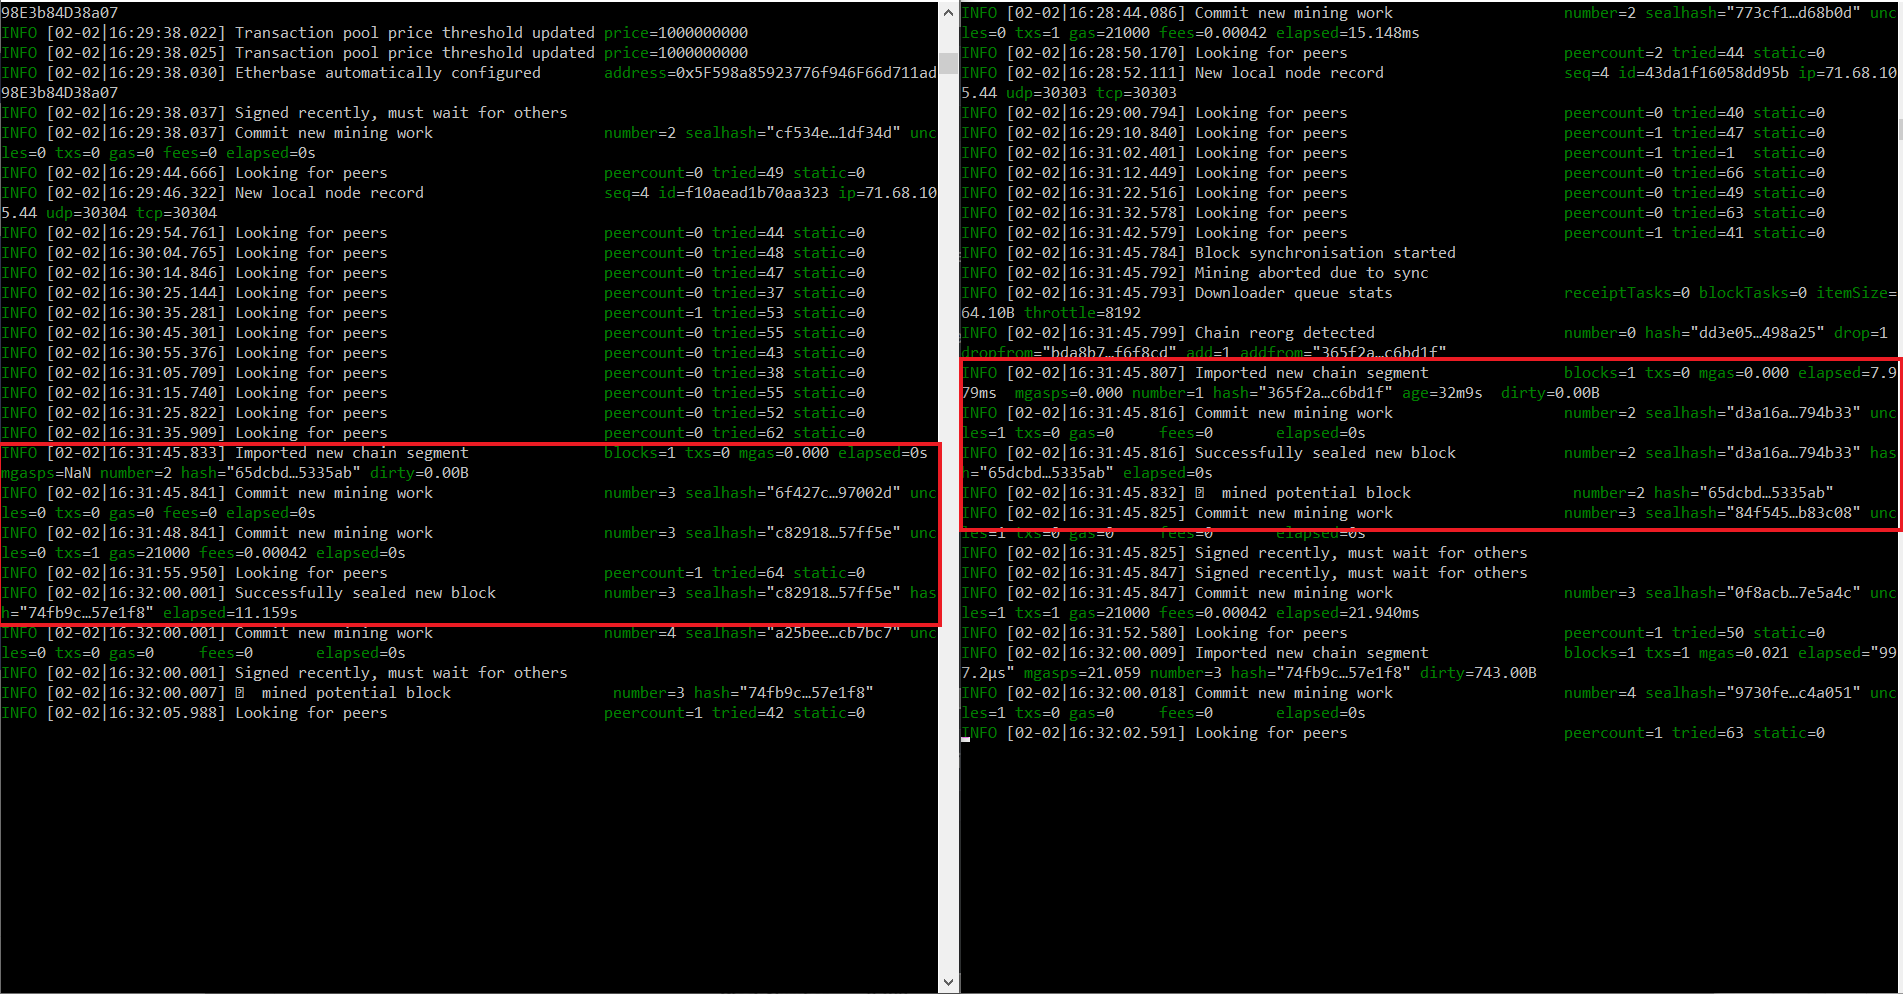 98E3b84D38a07
INFO [02-02|16:29:38.022] Transaction pool price threshold updated price=1000000000
INFO [02-02|16:29:38.025] Transaction pool price threshold updated price=1000000000
INFO [02-02|16:29:38.030] Etherbase automatically configured address=0x5F598a85923776f946F66d711ad
98E3b84D38a07
INFO [02-02|16:29:38.037] Signed recently, must wait for others
INFO [02-02|16:29:38.037] Commit new mining work number=2 sealhash="cf534e…1df34d" unc
les=0 txs=0 gas=0 fees=0 elapsed=0s
INFO [02-02|16:29:44.666] Looking for peers peercount=0 tried=49 static=0
INFO [02-02|16:29:46.322] New local node record seq=4 id=f10aead1b70aa323 ip=71.68.10
5.44 udp=30304 tcp=30304
INFO [02-02|16:29:54.761] Looking for peers peercount=0 tried=44 static=0
INFO [02-02|16:30:04.765] Looking for peers peercount=0 tried=48 static=0
INFO [02-02|16:30:14.846] Looking for peers peercount=0 tried=47 static=0
INFO [02-02|16:30:25.144] Looking for peers peercount=0 tried=37 static=0
INFO [02-02|16:30:35.281] Looking for peers peercount=1 tried=53 static=0
INFO [02-02|16:30:45.301] Looking for peers peercount=0 tried=55 static=0
INFO [02-02|16:30:55.376] Looking for peers peercount=0 tried=43 static=0
INFO [02-02|16:31:05.709] Looking for peers peercount=0 tried=38 static=0
INFO [02-02|16:31:15.740] Looking for peers peercount=0 tried=55 static=0
INFO [02-02|16:31:25.822] Looking for peers peercount=0 tried=52 static=0
INFO [02-02|16:31:35.909] Looking for peers peercount=0 tried=62 static=0
INFO [02-02|16:31:45.833] Imported new chain segment blocks=1 txs=0 mgas=0.000 elapsed=0s
mgasps=NaN number=2 hash="65dcbd…5335ab" dirty=0.00B
INFO [02-02|16:31:45.841] Commit new mining work number=3 sealhash="6f427c…97002d" unc
les=0 txs=0 gas=0 fees=0 elapsed=0s
INFO [02-02|16:31:48.841] Commit new mining work number=3 sealhash="c82918…57ff5e" unc
les=0 txs=1 gas=21000 fees=0.00042 elapsed=0s
INFO [02-02|16:31:55.950] Looking for peers peercount=1 tried=64 static=0
INFO [02-02|16:32:00.001] Successfully sealed new block number=3 sealhash="c82918…57ff5e" has
h="74fb9c…57e1f8" elapsed=11.159s
INFO [02-02|16:32:00.001] Commit new mining work number=4 sealhash="a25bee…cb7bc7" unc
les=0 txs=0 gas=0 fees=0 elapsed=0s
INFO [02-02|16:32:00.001] Signed recently, must wait for others
INFO [02-02|16:32:00.007] mined potential block number=3 hash="74fb9c…57e1f8"
INFO [02-02|16:32:05.988] Looking for peers peercount=1 tried=42 static=0
INFO [02-02|16:28:44.086] Commit new mining work number=2 sealhash="773cf1…d68b0d" unc
les=0 txs=1 gas=21000 fees=0.00042 elapsed=15.148ms
INFO [02-02|16:28:50.170] Looking for peers peercount=2 tried=44 static=0
INFO [02-02|16:28:52.111] New local node record seq=4 id=43da1f16058dd95b ip=71.68.10
5.44 udp=30303 tcp=30303
INFO [02-02|16:29:00.794] Looking for peers peercount=0 tried=40 static=0
INFO [02-02|16:29:10.840] Looking for peers peercount=1 tried=47 static=0
INFO [02-02|16:31:02.401] Looking for peers peercount=1 tried=1 static=0
INFO [02-02|16:31:12.449] Looking for peers peercount=0 tried=66 static=0
INFO [02-02|16:31:22.516] Looking for peers peercount=0 tried=49 static=0
INFO [02-02|16:31:32.578] Looking for peers peercount=0 tried=63 static=0
INFO [02-02|16:31:42.579] Looking for peers peercount=1 tried=41 static=0
INFO [02-02|16:31:45.784] Block synchronisation started
INFO [02-02|16:31:45.792] Mining aborted due to sync
INFO [02-02|16:31:45.793] Downloader queue stats receiptTasks=0 blockTasks=0 itemSize=
64.10B throttle=8192
INFO [02-02|16:31:45.799] Chain reorg detected number=0 hash="dd3e05…498a25" drop=1
dropfrom="bda8b7…f6f8cd" add=1 addfrom="365f2a…c6bd1f"
INFO [02-02|16:31:45.807] Imported new chain segment blocks=1 txs=0 mgas=0.000 elapsed=7.9
79ms mgasps=0.000 number=1 hash="365f2a…c6bd1f" age=32m9s dirty=0.00B
INFO [02-02|16:31:45.816] Commit new mining work number=2 sealhash="d3a16a…794b33" unc
les=1 txs=0 gas=0 fees=0 elapsed=0s
INFO [02-02|16:31:45.816] Successfully sealed new block number=2 sealhash="d3a16a…794b33" has
h="65dcbd…5335ab" elapsed=0s
INFO [02-02|16:31:45.832] mined potential block number=2 hash="65dcbd…5335ab"
INFO [02-02|16:31:45.825] Commit new mining work number=3 sealhash="84f545…b83c08" unc
les=1 txs=0 gas=0 fees=0 elapsed=0s
INFO [02-02|16:31:45.825] Signed recently, must wait for others
INFO [02-02|16:31:45.847] Signed recently, must wait for others
INFO [02-02|16:31:45.847] Commit new mining work number=3 sealhash="0f8acb…7e5a4c" unc
les=1 txs=1 gas=21000 fees=0.00042 elapsed=21.940ms
INFO [02-02|16:31:52.580] Looking for peers peercount=1 tried=50 static=0
INFO [02-02|16:32:00.009] Imported new chain segment blocks=1 txs=1 mgas=0.021 elapsed="99
7.2µs" mgasps=21.059 number=3 hash="74fb9c…57e1f8" dirty=743.00B
INFO [02-02|16:32:00.018] Commit new mining work number=4 sealhash="9730fe…c4a051" unc
les=1 txs=0 gas=0 fees=0 elapsed=0s
INFO [02-02|16:32:02.591] Looking for peers peercount=1 tried=63 static=0